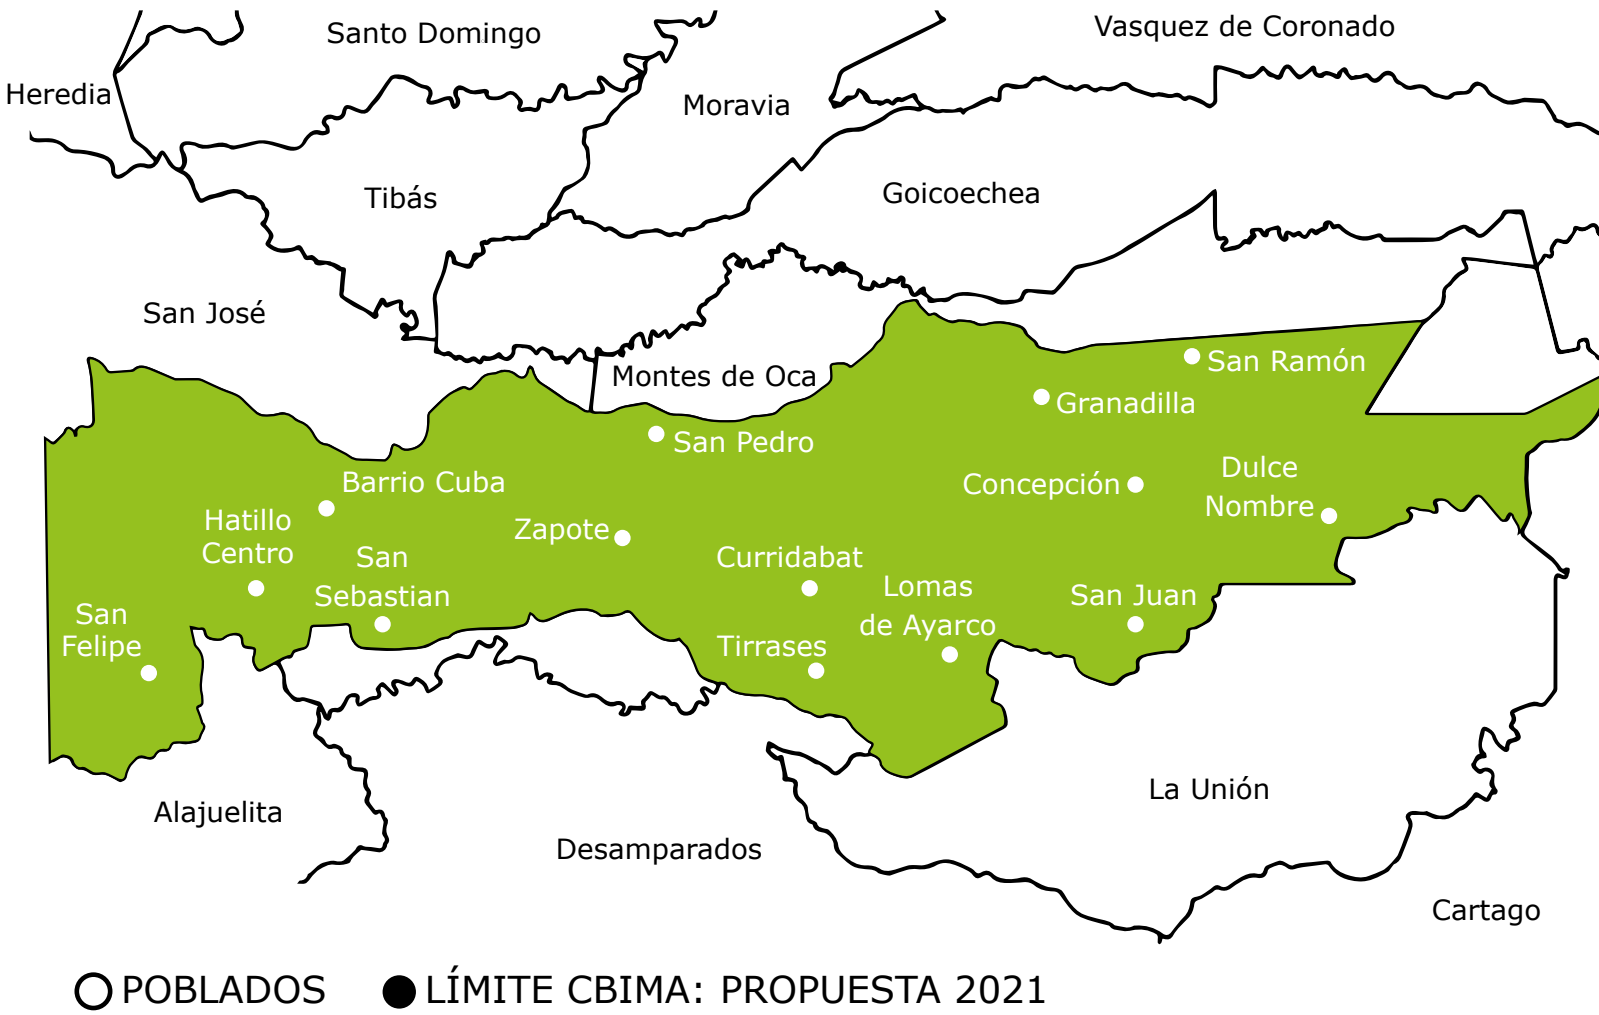 Santo Domingo
Vasquez de Coronado
Heredia
Moravia
Tibás
Goicoechea
San José
Montes de Oca
San Ramón
Granadilla
San Pedro
Barrio Cuba
Concepción
Dulce
Nombre
Hatillo
Centro
Zapote
San
Sebastian
Curridabat
Lomas
de Ayarco
San Juan
San
Felipe
Tirrases
Alajuelita
La Unión
Desamparados
Cartago
POBLADOS
LÍMITE CBIMA: PROPUESTA 2021